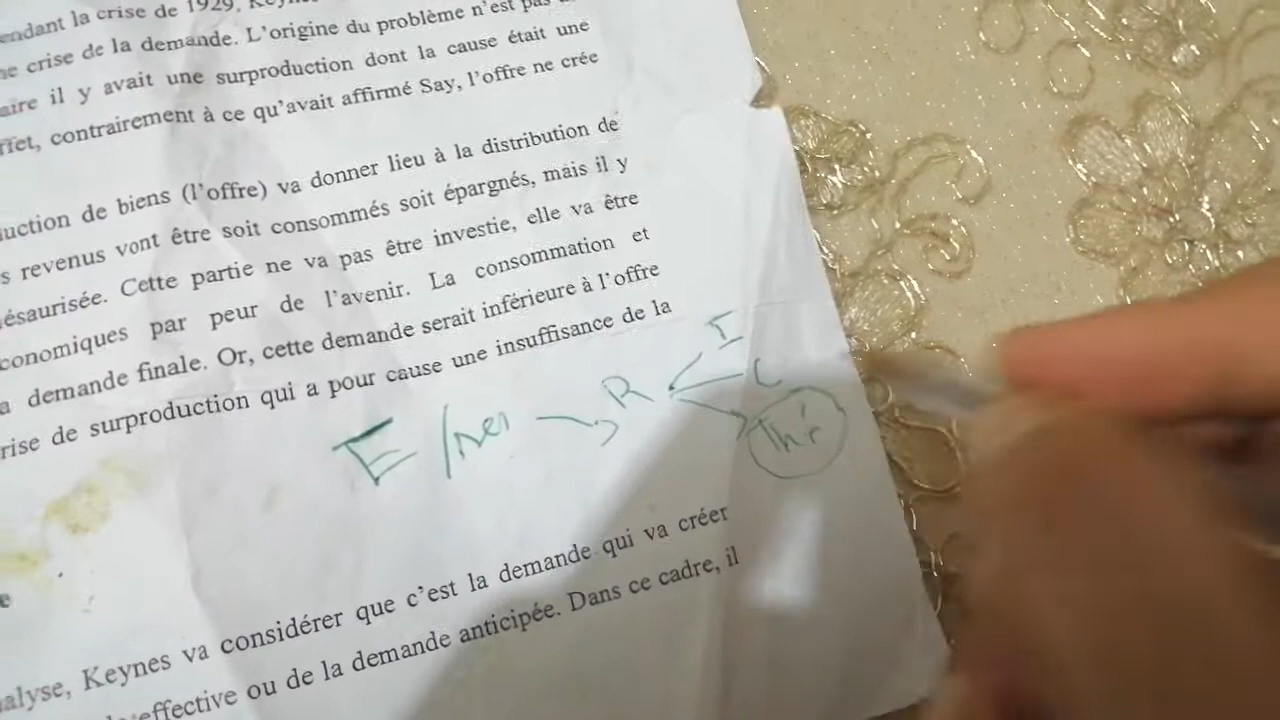 endant la crise de 1929,
crise de la demande. L'origine du problème n'est pas
aire il y avait une surproduction dont la cause était une
ffet, contrairement à ce qu'avait affirmé Say, l'offre ne crée
uction de biens (l'offre) va donner lieu à la distribution de
s revenus vont être soit consommés soit épargnés, mais il y
ésaurisée. Cette partie ne va pas être investie, elle va être
conomiques par peur de l'avenir. La consommation et
a demande finale. Or, cette demande serait inférieure à l'offre
rise de surproduction qui a pour cause une insuffisance de la
I
E R C
Thé
alyse, Keynes va considérer que c'est la demande qui va créer
effective ou de la demande anticipée. Dans ce cadre, il